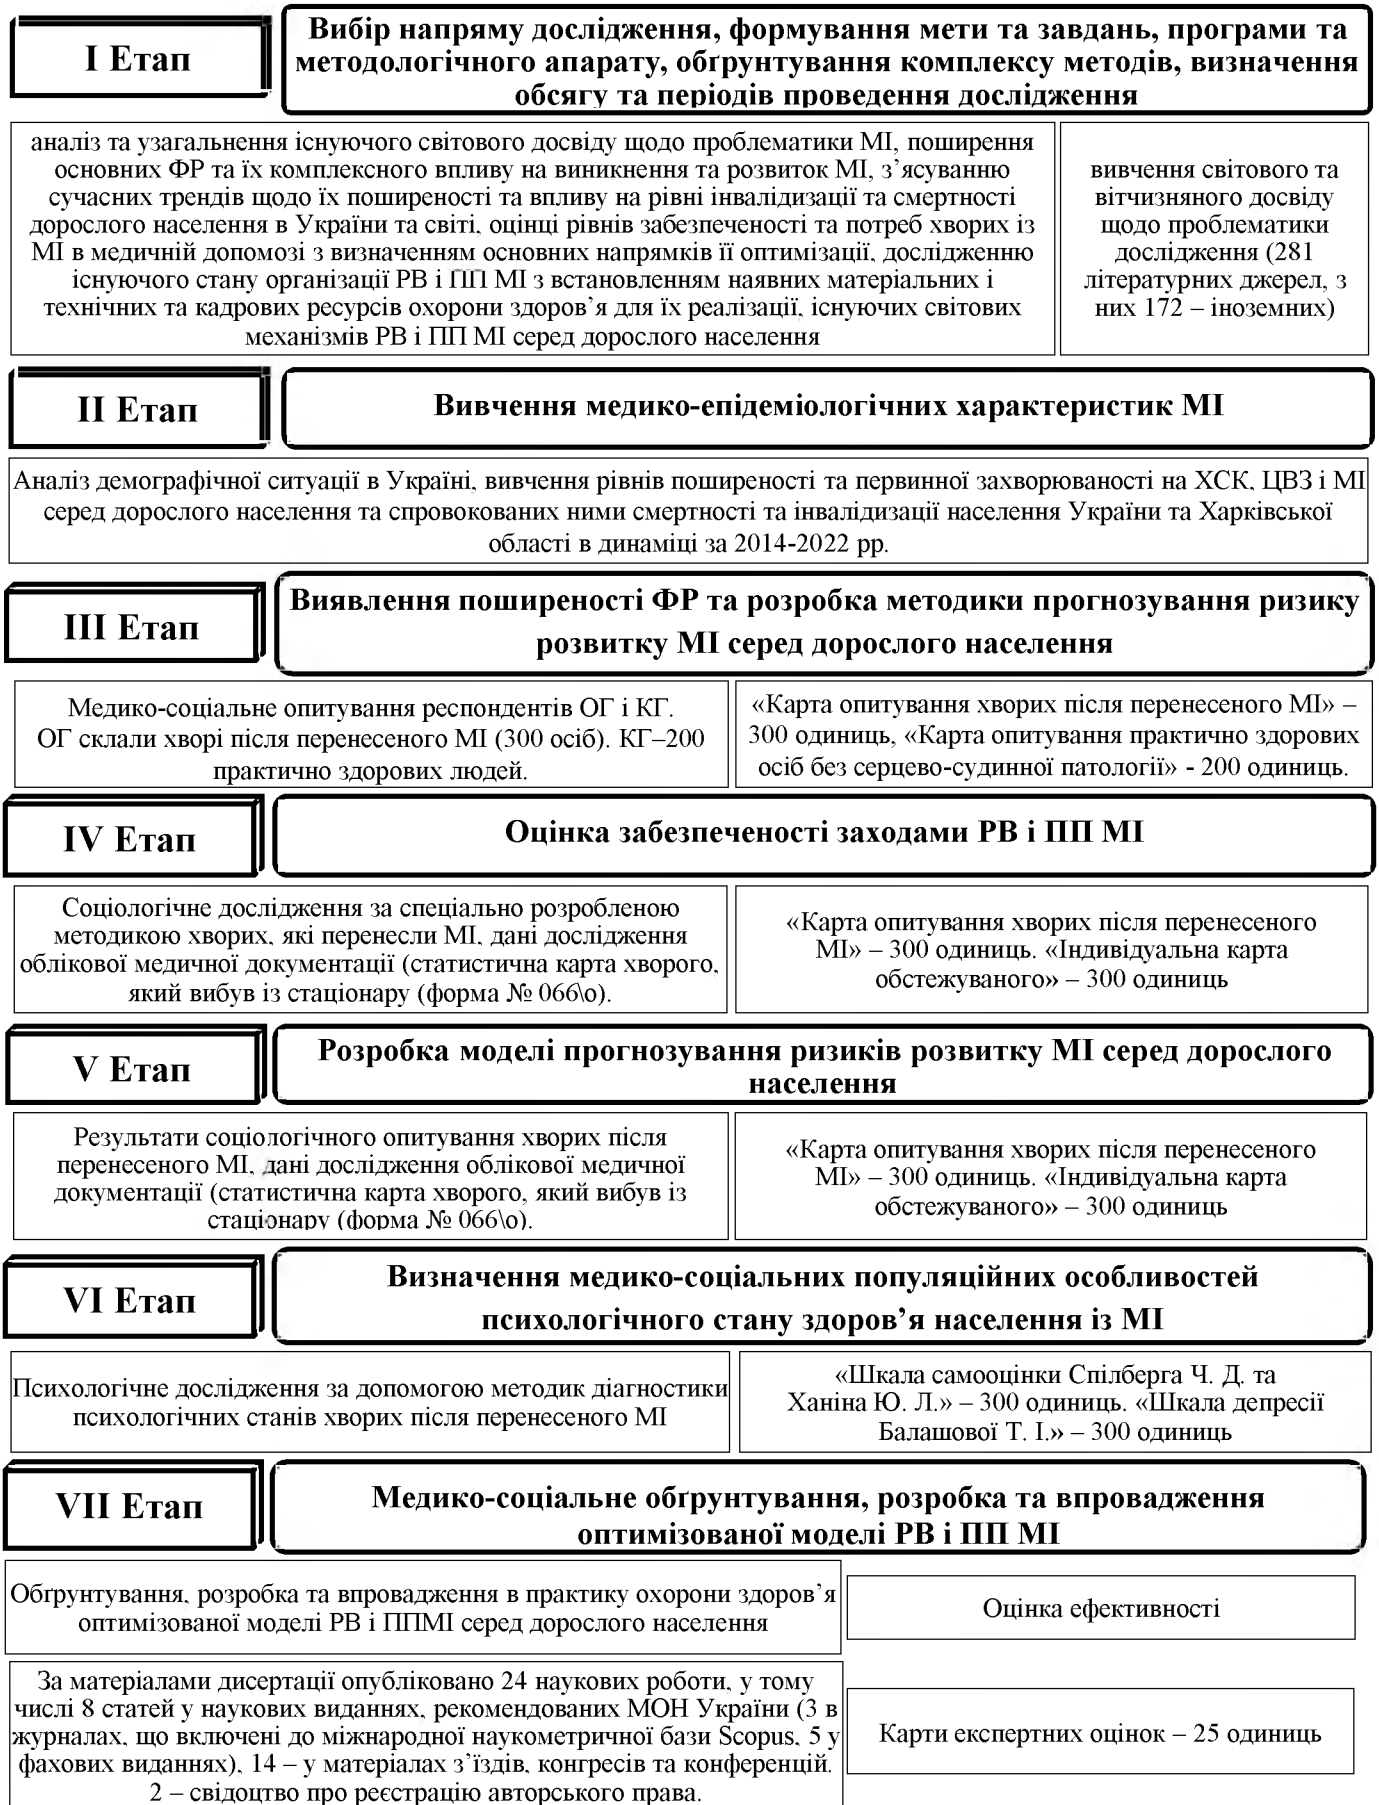 І Етап
Вибір напряму дослідження, формування мети та завдань, програми та
методологічного апарату, обґрунтування комплексу методів, визначення
обсягу та періодів проведення дослідження
аналіз та узагальнення існуючого світового досвіду щодо проблематики МІ, поширення
основних ФР та їх комплексного впливу на виникнення та розвиток МІ, з’ясуванню
сучасних трендів щодо їх поширеності та впливу на рівні інвалідизації та смертності
дорослого населення в України та світі, оцінці рівнів забезпеченості та потреб хворих із
МІ в медичній допомозі з визначенням основних напрямків її оптимізації, дослідженню
існуючого стану організації РВ і ПП МІ з встановленням наявних матеріальних і
технічних та кадрових ресурсів охорони здоров’я для їх реалізації, існуючих світових
механізмів РВ і ПП МІ серед дорослого населення
вивчення світового та
вітчизняного досвіду
щодо проблематики
дослідження (281
літературних джерел, з
них 172 – іноземних)
ІІ Етап
Вивчення медико-епідеміологічних характеристик МІ
Аналіз демографічної ситуації в Україні, вивчення рівнів поширеності та первинної захворюваності на ХСК, ЦВЗ і МІ
серед дорослого населення та спровокованих ними смертності та інвалідизації населення України та Харківської
області в динаміці за 2014-2022 рр.
ІІІ Етап
Виявлення поширеності ФР та розробка методики прогнозування ризику
розвитку МІ серед дорослого населення
Медико-соціальне опитування респондентів ОГ і КГ.
ОГ склали хворі після перенесеного МІ (300 осіб). КГ–200
практично здорових людей.
«Карта опитування хворих після перенесеного МІ» –
300 одиниць, «Карта опитування практично здорових
осіб без серцево-судинної патології» - 200 одиниць.
IV Етап
Оцінка забезпеченості заходами РВ і ПП МІ
Соціологічне дослідження за спеціально розробленою
методикою хворих, які перенесли МІ, дані дослідження
облікової медичної документації (статистична карта хворого,
який вибув із стаціонару (форма № 066\о).
«Карта опитування хворих після перенесеного
МІ» – 300 одиниць. «Індивідуальна карта
обстежуваного» – 300 одиниць
V Етап
Розробка моделі прогнозування ризиків розвитку МІ серед дорослого
населення
Результати соціологічного опитування хворих після
перенесеного МІ, дані дослідження облікової медичної
документації (статистична карта хворого, який вибув із
стаціонару (форма № 066\о).
«Карта опитування хворих після перенесеного
МІ» – 300 одиниць. «Індивідуальна карта
обстежуваного» – 300 одиниць
VI Етап
Визначення медико-соціальних популяційних особливостей
психологічного стану здоров’я населення із МІ
Психологічне дослідження за допомогою методик діагностики
психологічних станів хворих після перенесеного МІ
«Шкала самооцінки Спілберга Ч. Д. та
Ханіна Ю. Л.» – 300 одиниць. «Шкала депресії
Балашової Т. І.» – 300 одиниць
VII Етап
Медико-соціальне обґрунтування, розробка та впровадження
оптимізованої моделі РВ і ПП МІ
Обґрунтування, розробка та впровадження в практику охорони здоров’я
оптимізованої моделі РВ і ППМІ серед дорослого населення
Оцінка ефективності
За матеріалами дисертації опубліковано 24 наукових роботи, у тому
числі 8 статей у наукових виданнях, рекомендованих МОН України (3 в
журналах, що включені до міжнародної наукометричної бази Scopus, 5 у
фахових виданнях), 14 – у матеріалах з’їздів, конгресів та конференцій.
2 – свідоцтво про реєстрацію авторського права.
Карти експертних оцінок – 25 одиниць